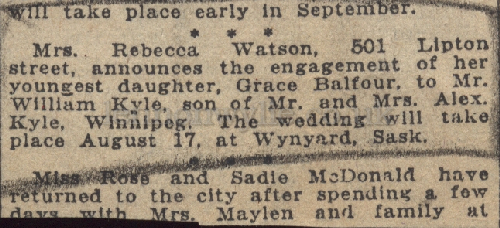 will take place early in September.
* * *
Mrs. Rebecca Watson, 501 Lipton
street, announces the engagement of her
youngest daughter, Grace Balfour, to Mr.
William Kyle, son of Mr. and Mrs. Alex.
Kyle, Winnipeg. The wedding will take
place August 17, at Wynyard, Sask.
* * *
Miss Rose and Sadie McDonald have
returned to the city after spending a few
days with Mrs. Maylen and family at